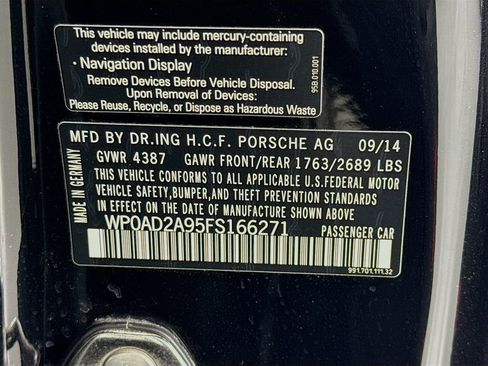 This vehicle may include mercury-containing
devices installed by the manufacturer:
• Navigation Display
Remove Devices Before Vehicle Disposal.
Upon Removal of Devices:
Please Reuse, Recycle, or Dispose as Hazardous Waste
95B.010.001
MFD BY DR.ING H.C.F. PORSCHE AG 09/14
GVWR 4387 GAWR FRONT/REAR 1763/2689 LBS
THIS VEHICLE CONFORMS TO ALL APPLICABLE U.S.FEDERAL MOTOR
VEHICLE SAFETY,BUMPER,AND THEFT PREVENTION STANDARDS IN
EFFECT ON THE DATE OF MANUFACTURE SHOWN ABOVE
WP0AD2A95FS166271
PASSENGER CAR
991.701.111.32
MADE IN GERMANY